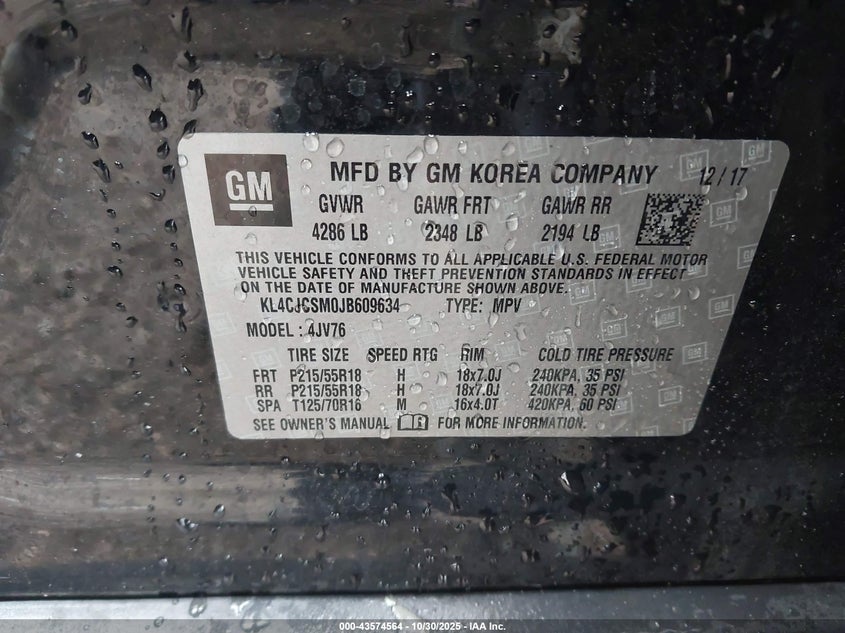 GM
MFD BY GM KOREA COMPANY 12/17
GVWR GAWR FRT GAWR RR
4286 LB 2348 LB 2194 LB
THIS VEHICLE CONFORMS TO ALL APPLICABLE U.S. FEDERAL MOTOR
VEHICLE SAFETY AND THEFT PREVENTION STANDARDS IN EFFECT
ON THE DATE OF MANUFACTURE SHOWN ABOVE.
KL4CJCSM0JB609634 TYPE: MPV
MODEL: 4JV76
TIRE SIZE SPEED RTG RIM COLD TIRE PRESSURE
FRT P215/55R18 H 18x7.0J 240KPA, 35 PSI
RR P215/55R18 H 18x7.0J 240KPA, 35 PSI
SPA T125/70R16 M 16x4.0T 420KPA, 60 PSI
SEE OWNER'S MANUAL FOR MORE INFORMATION.
000-43574564 - 10/30/2025 - IAA Inc.